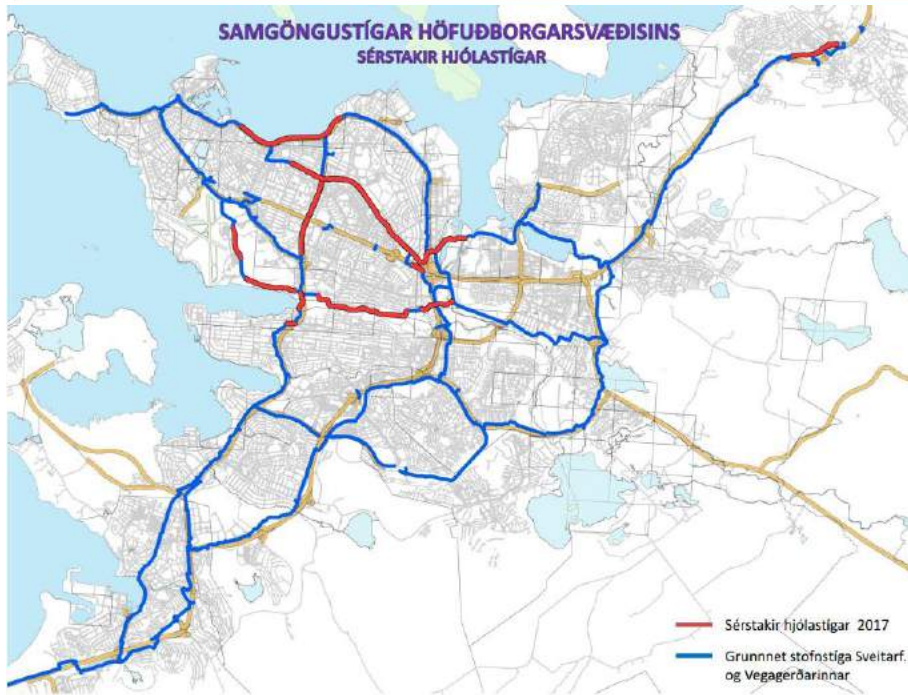 SAMGÖNGUSTÍGAR HÖFUÐBORGARSVÆÐISINS
SÉRSTAKIR HJÓLASTÍGAR
Sérstakir hjólastígar 2017
Grunnnet stofnstíga Sveitarf.
og Vegagerðarinnar